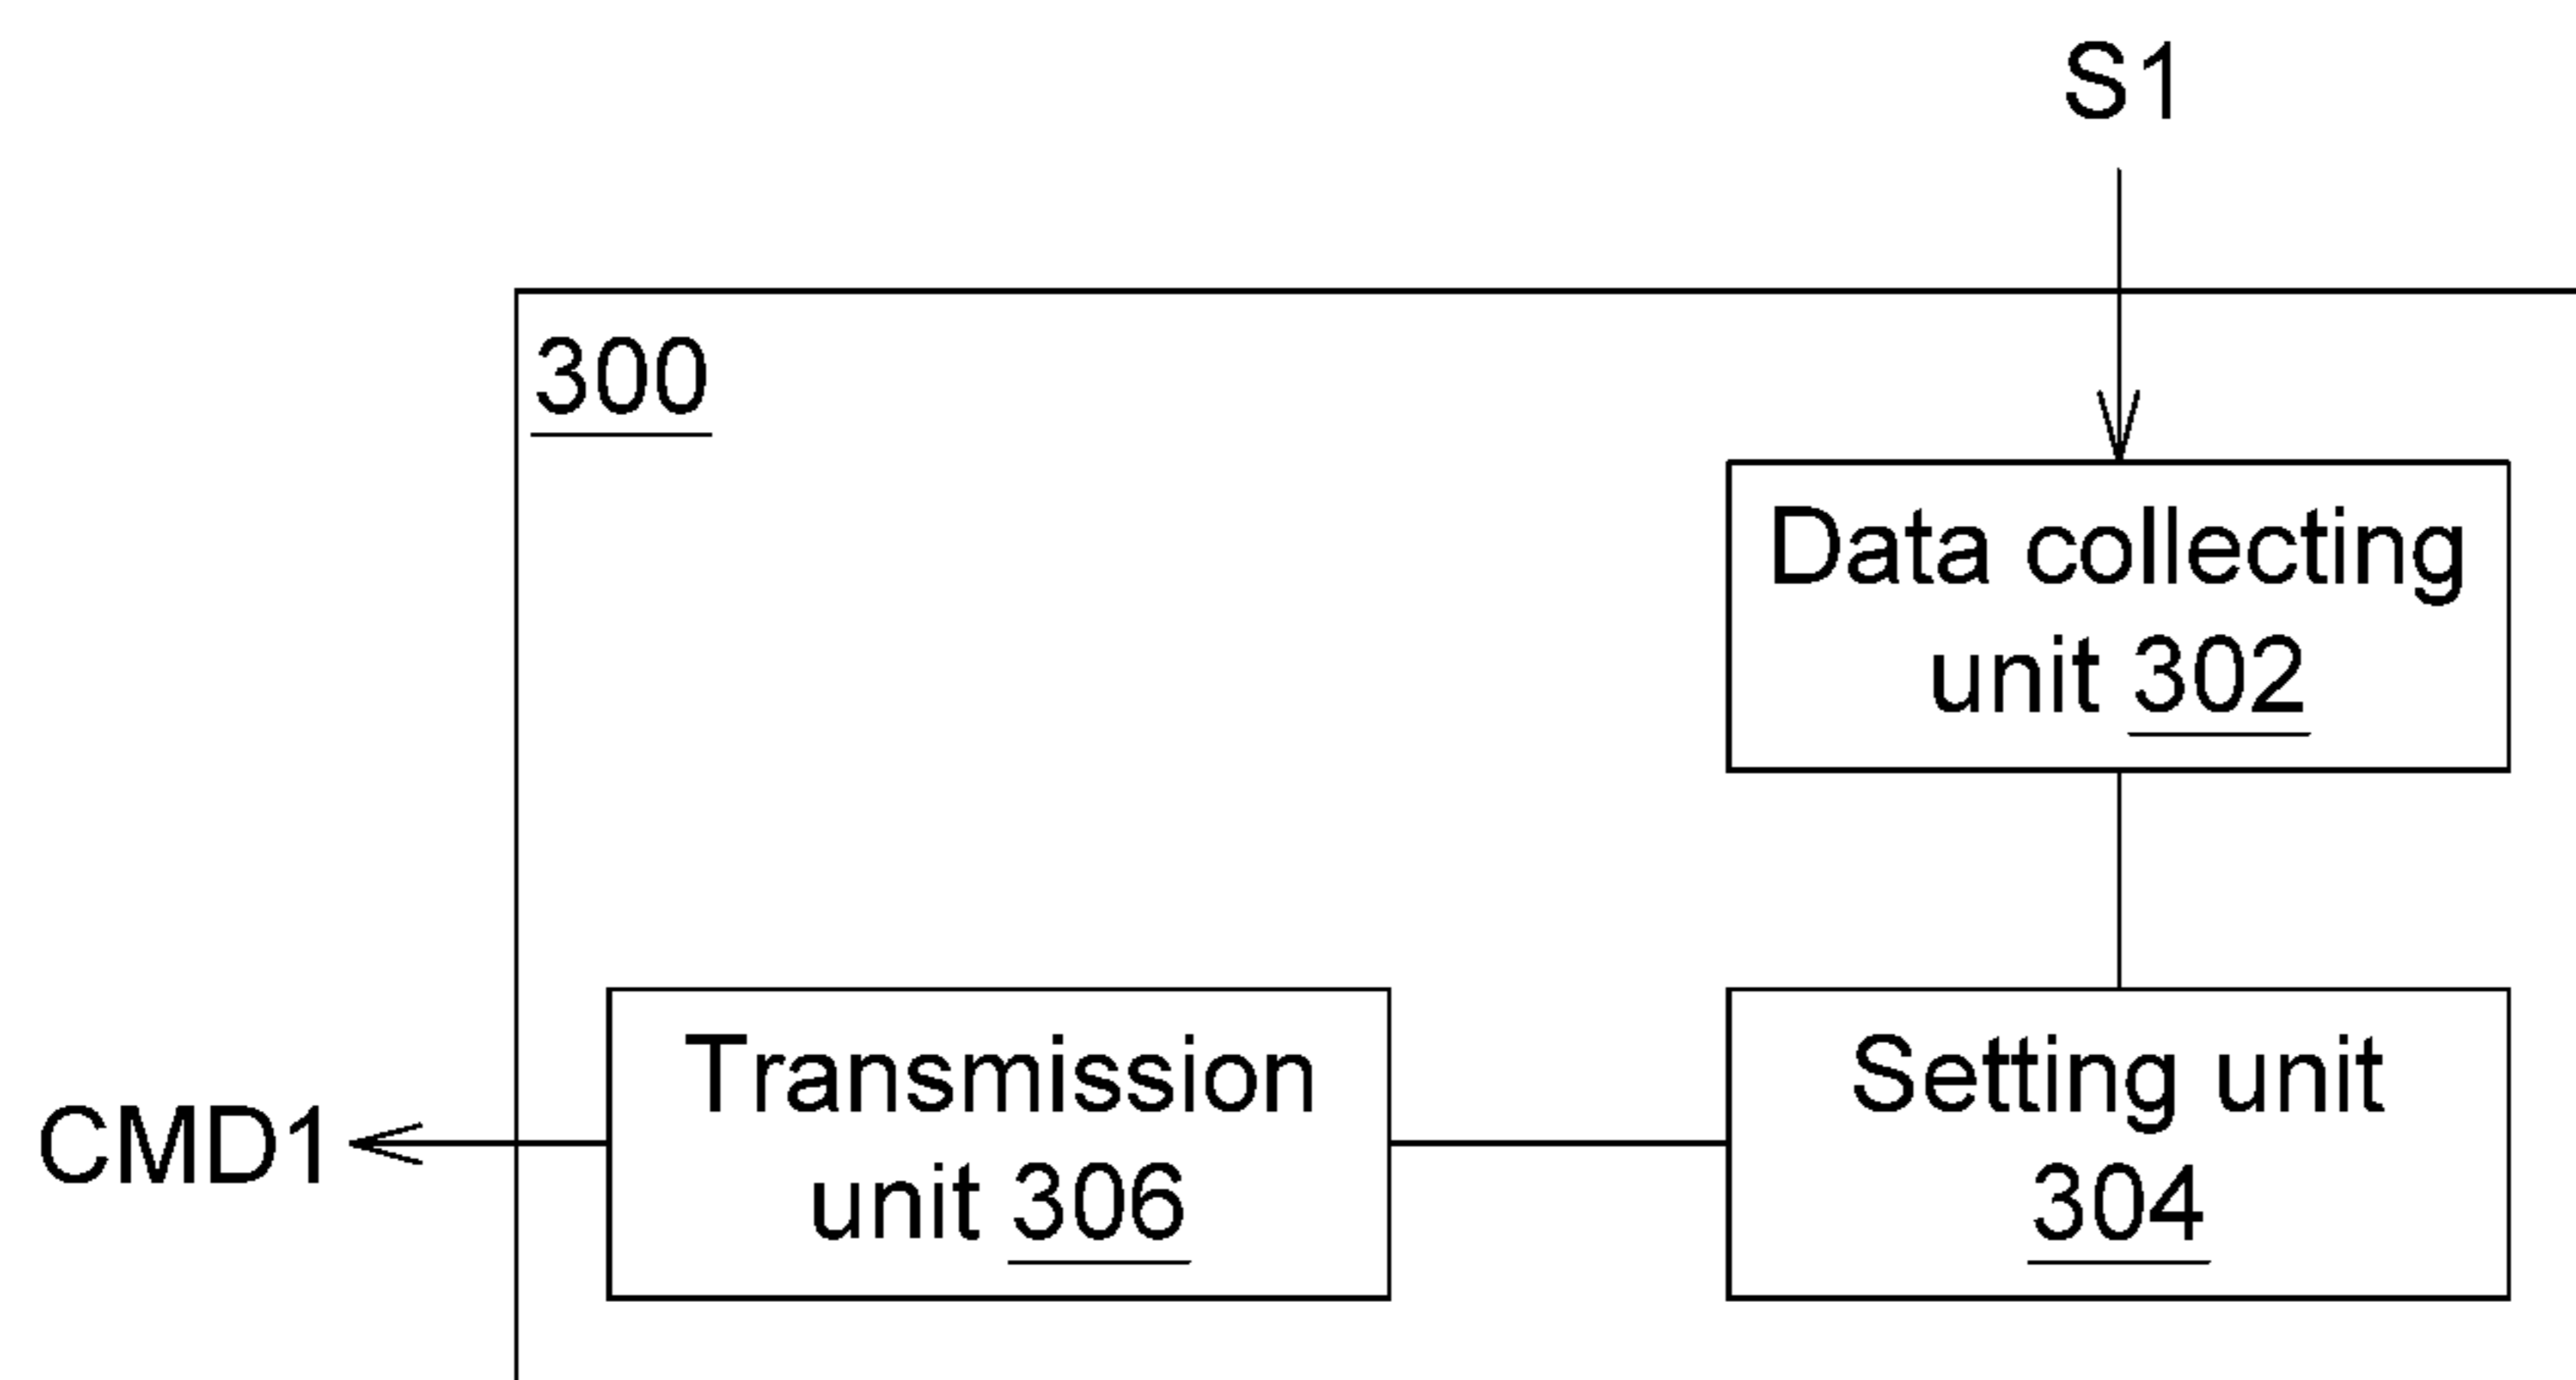 S1
300
Data collecting
unit 302
Transmission
unit 306
Setting unit
304
CMD1